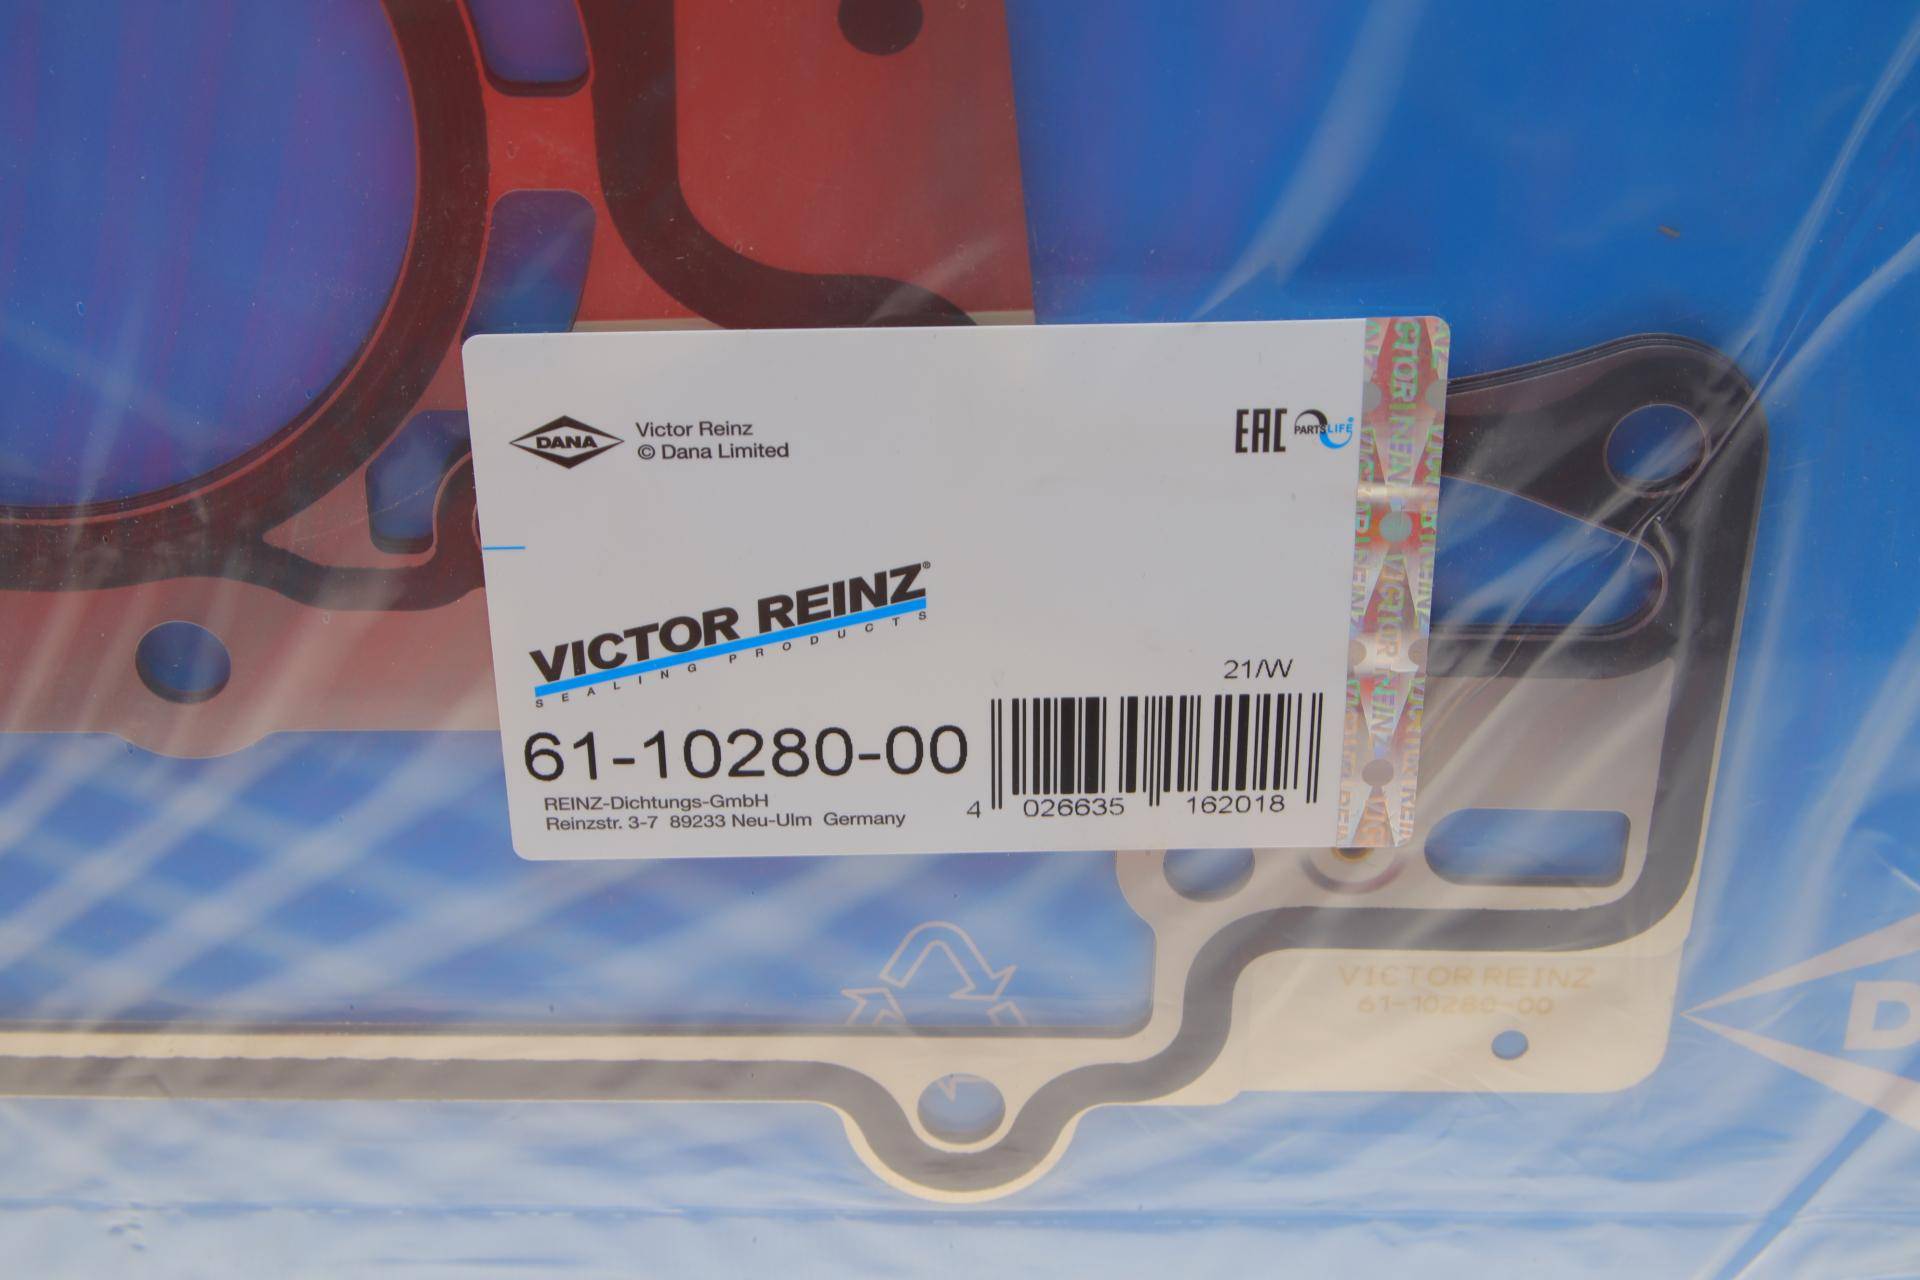 DANA
Victor Reinz
© Dana Limited
EAC
PARTS LIFE
VICTOR REINZ®
SEALING PRODUCTS
21/W
61-10280-00
REINZ-Dichtungs-GmbH
Reinzstr. 3-7 89233 Neu-Ulm Germany
4 026635 162018
VICTOR REINZ
61-10280-00
D